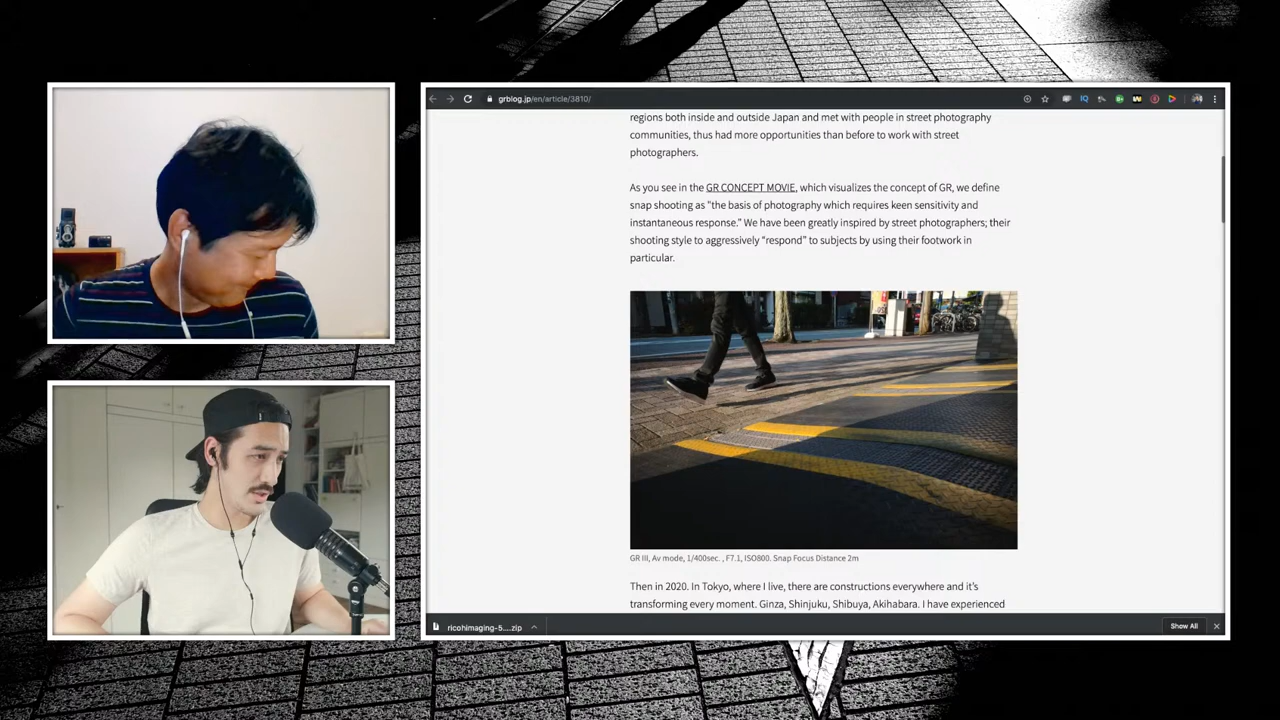 grblog.jp/en/article/3810/
regions both inside and outside Japan and met with people in street photography
communities, thus had more opportunities than before to work with street
photographers.
As you see in the GR CONCEPT MOVIE, which visualizes the concept of GR, we define
snap shooting as “the basis of photography which requires keen sensitivity and
instantaneous response.” We have been greatly inspired by street photographers; their
shooting style to aggressively “respond” to subjects by using their footwork in
particular.
GR III, Av mode, 1/400sec. , F7.1, ISO800. Snap Focus Distance 2m
Then in 2020. In Tokyo, where I live, there are constructions everywhere and it’s
transforming every moment. Ginza, Shinjuku, Shibuya, Akihabara. I have experienced
ricohimaging-5....zip
Show All